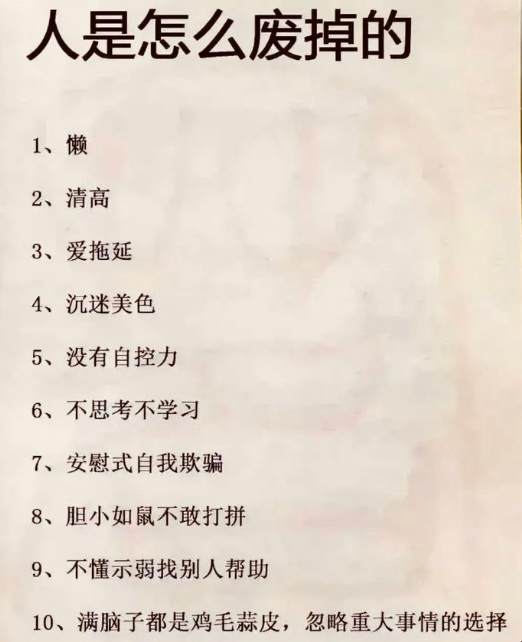 人是怎么废掉的
1、懒
2、清高
3、爱拖延
4、沉迷美色
5、没有自控力
6、不思考不学习
7、安慰式自我欺骗
8、胆小如鼠不敢打拼
9、不懂示弱找别人帮助
10、满脑子都是鸡毛蒜皮，忽略重大事情的选择